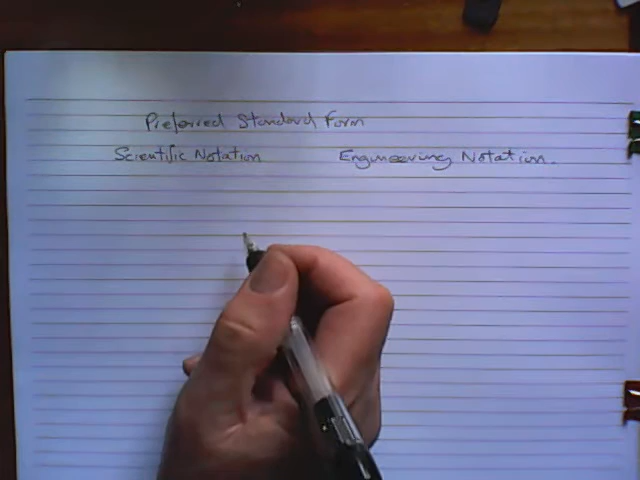 Preferred Standard Form
Scientific Notation Engineering Notation.